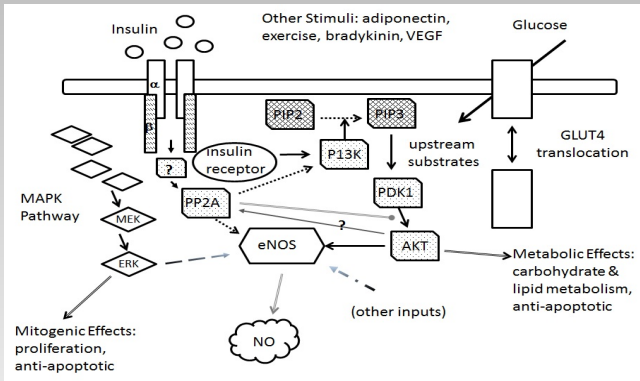 Insulin
Other Stimuli: adiponectin,
exercise, bradykinin, VEGF
Glucose
α
β
PIP2
PIP3
?
Insulin
receptor
P13K
upstream
substrates
GLUT4
translocation
MAPK
Pathway
PP2A
PDK1
MEK
?
eNOS
AKT
ERK
Metabolic Effects:
carbohydrate &
lipid metabolism,
anti-apoptotic
(other inputs)
Mitogenic Effects:
proliferation,
anti-apoptotic
NO